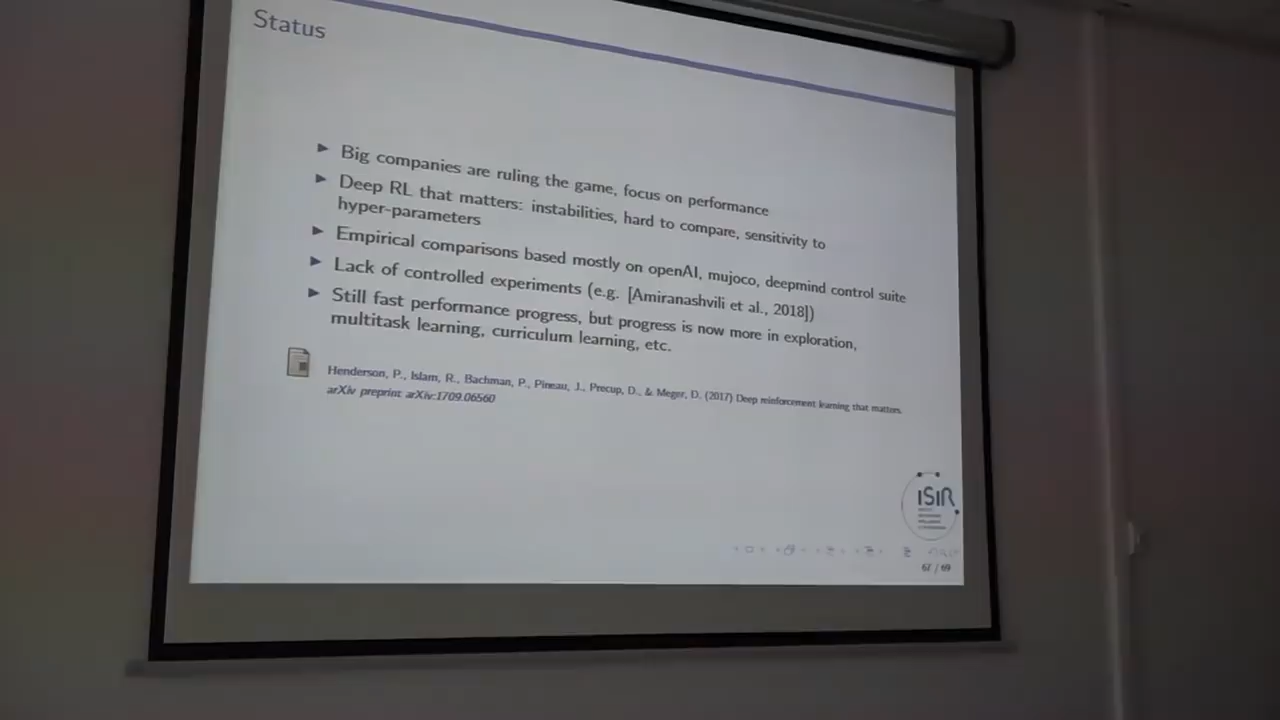 Status
▶ Big companies are ruling the game, focus on performance
▶ Deep RL that matters: instabilities, hard to compare, sensitivity to
hyper-parameters
▶ Empirical comparisons based mostly on openAI, mujoco, deepmind control suite
▶ Lack of controlled experiments (e.g. [Amiranashvili et al., 2018])
▶ Still fast performance progress, but progress is now more in exploration,
multitask learning, curriculum learning, etc.
Henderson, P., Islam, R., Bachman, P., Pineau, J., Precup, D., & Meger, D. (2017) Deep reinforcement learning that matters.
arXiv preprint arXiv:1709.06560
ISIR
67 / 69